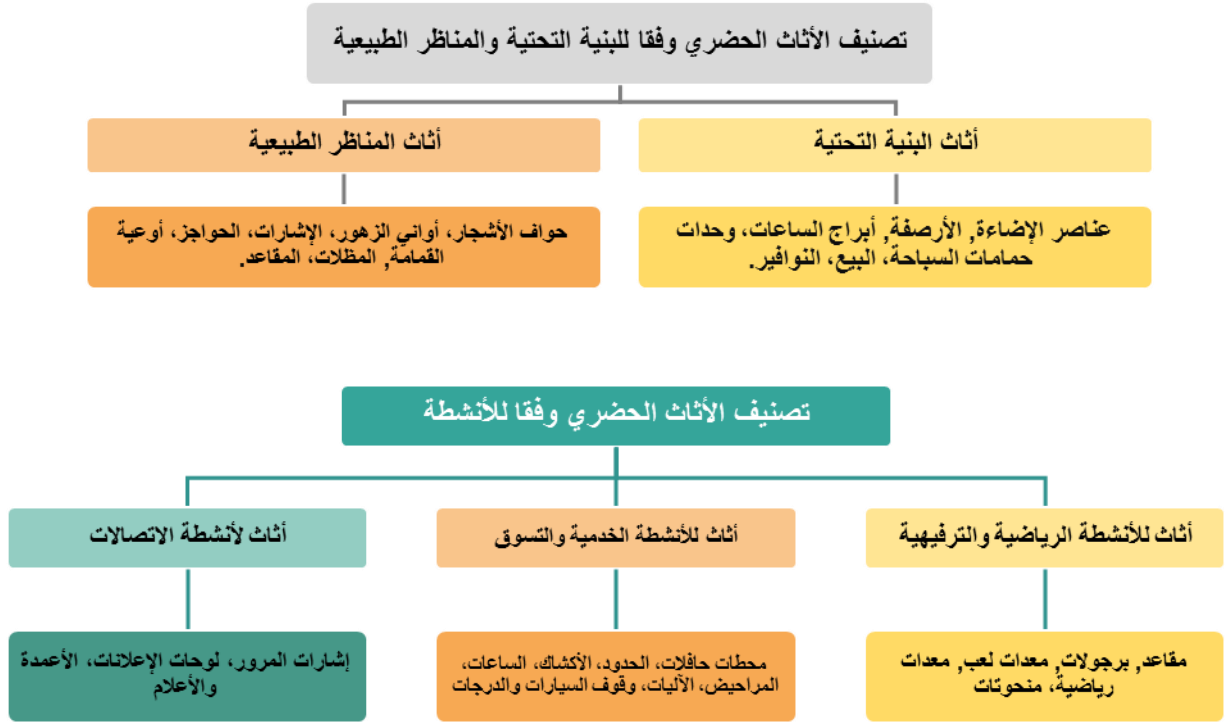 تصنيف الأثاث الحضري وفقا للبنية التحتية والمناظر الطبيعية
أثاث البنية التحتية
أثاث المناظر الطبيعية
عناصر الإضاءة, الأرصفة, أبراج الساعات، وحدات
حمامات السباحة، البيع، النوافير.
حواف الأشجار، أواني الزهور، الإشارات، الحواجز، أوعية
القمامة, المظلات، المقاعد.
تصنيف الأثاث الحضري وفقا للأنشطة
أثاث للأنشطة الرياضية والترفيهية
أثاث للأنشطة الخدمية والتسوق
أثاث لأنشطة الاتصالات
مقاعد, برجولات, معدات لعب, معدات
رياضية، منحوتات
محطات حافلات، الحدود، الأكشاك، الساعات،
المراحيض، الآليات، وقوف السيارات والدرجات
إشارات المرور، لوحات الإعلانات، الأعمدة
والأعلام